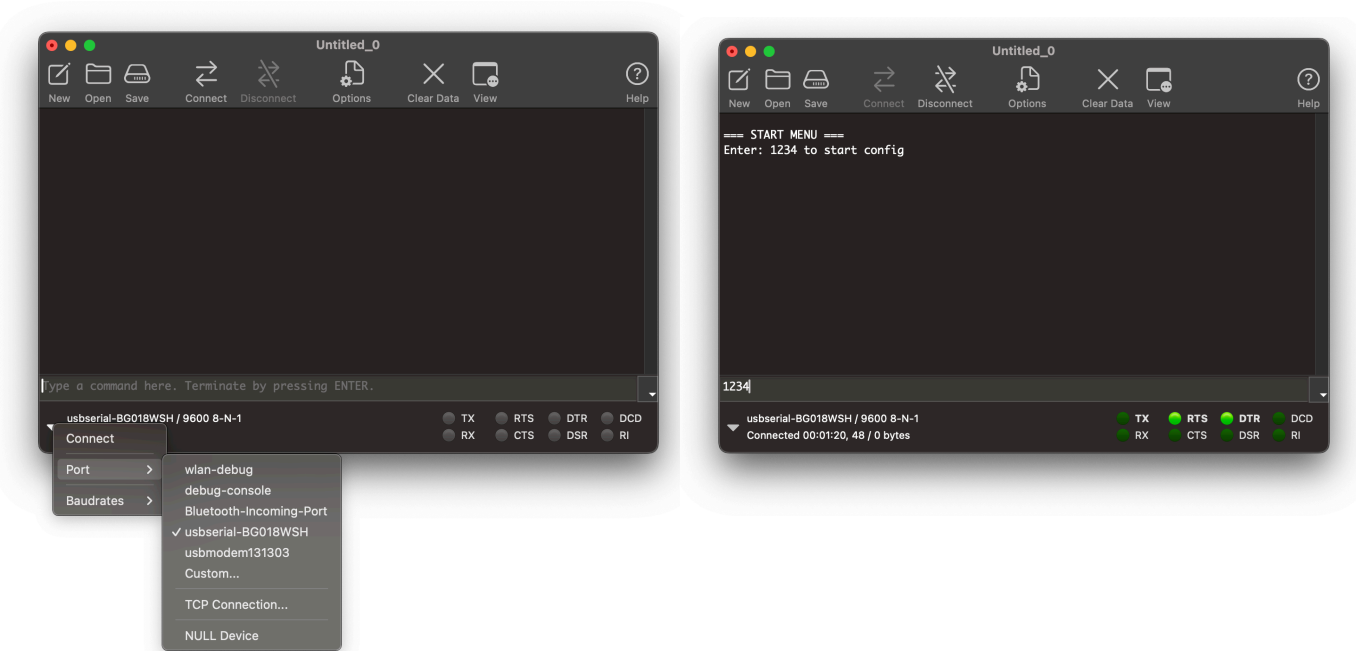 Untitled_0
New Open Save Connect Disconnect Options Clear Data View Help
Type a command here. Terminate by pressing ENTER.
usbserial-BG018WSH / 9600 8-N-1
TX RTS DTR DCD
RX CTS DSR RI
Connect
Port
Baudrates
wlan-debug
debug-console
Bluetooth-Incoming-Port
usbserial-BG018WSH
usbmodem131303
Custom...
TCP Connection...
NULL Device
Untitled_0
New Open Save Connect Disconnect Options Clear Data View Help
=== START MENU ===
Enter: 1234 to start config
1234
usbserial-BG018WSH / 9600 8-N-1
Connected 00:01:20, 48 / 0 bytes
TX RTS DTR DCD
RX CTS DSR RI